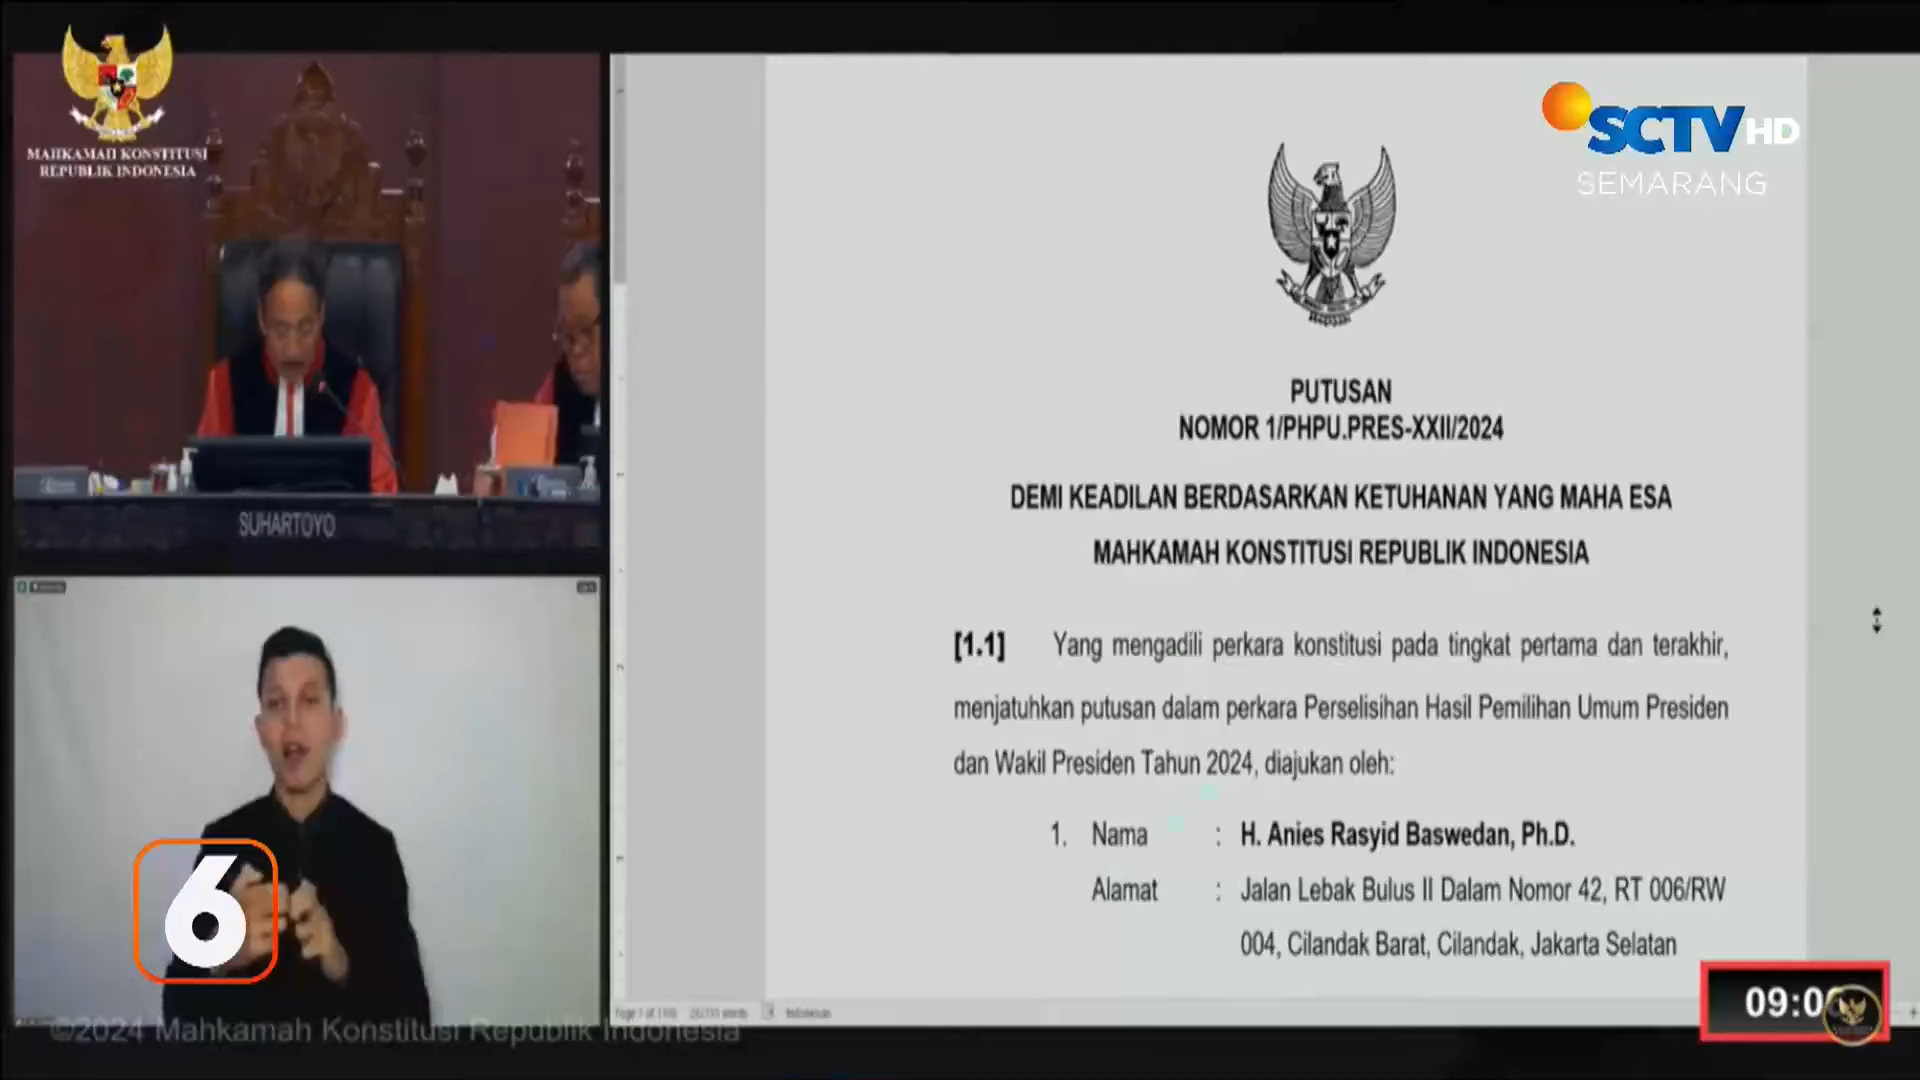 MAHKAMAH KONSTITUSI
REPUBLIK INDONESIA
SUHARTOYO
SCTV HD
SEMARANG
PUTUSAN
NOMOR 1/PHPU.PRES-XXII/2024
DEMI KEADILAN BERDASARKAN KETUHANAN YANG MAHA ESA
MAHKAMAH KONSTITUSI REPUBLIK INDONESIA
[1.1] Yang mengadili perkara konstitusi pada tingkat pertama dan terakhir,
menjatuhkan putusan dalam perkara Perselisihan Hasil Pemilihan Umum Presiden
dan Wakil Presiden Tahun 2024, diajukan oleh:
1. Nama : H. Anies Rasyid Baswedan, Ph.D.
Alamat : Jalan Lebak Bulus II Dalam Nomor 42, RT 006/RW
004, Cilandak Barat, Cilandak, Jakarta Selatan
6
Indonesian
©2024 Mahkamah Konstitusi Republik Indonesia